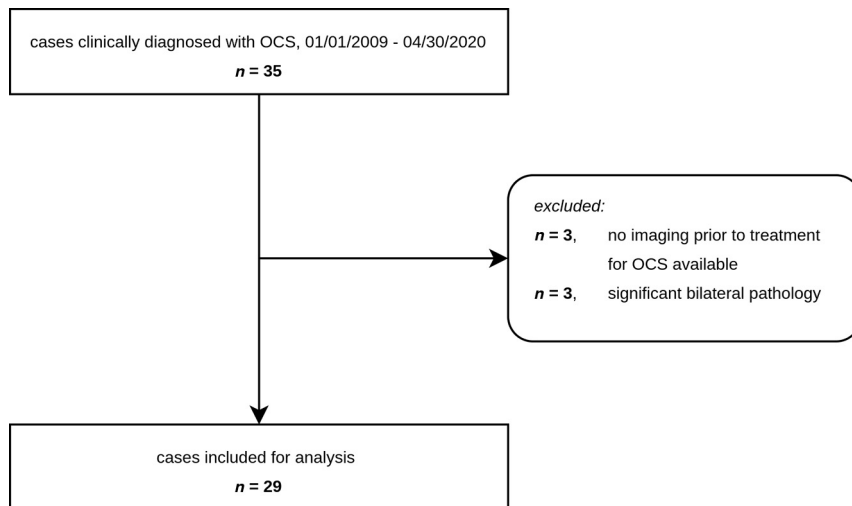 cases clinically diagnosed with OCS, 01/01/2009 - 04/30/2020
n = 35
excluded:
n = 3, no imaging prior to treatment
for OCS available
n = 3, significant bilateral pathology
cases included for analysis
n = 29